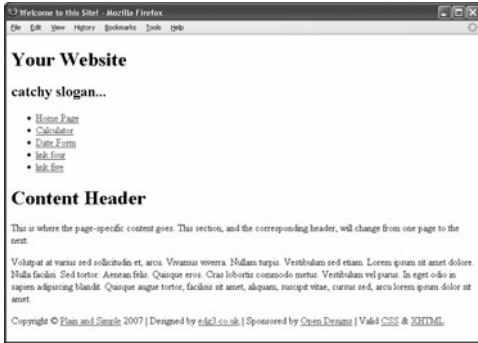 Welcome to this Site! - Mozilla Firefox
File Edit View History Bookmarks Tools Help
Your Website
catchy slogan...
• Home Page
• Calculator
• Date Form
• link four
• link five
Content Header
This is where the page-specific content goes. This section, and the corresponding header, will change from one page to the
next.
Volutpat at varius sed sollicitudin et, arcu. Vivamus viverra. Nullam turpis. Vestibulum sed etiam. Lorem ipsum sit amet dolore.
Nulla facilisi. Sed tortor. Aenean felis. Quisque eros. Cras lobortis commodo metus. Vestibulum vel purus. In eget odio in
sapien adipiscing blandit. Quisque augue tortor, facilisis sit amet, aliquam, suscipit vitae, cursus sed, arcu lorem ipsum dolor sit
amet.
Copyright © Plain and Simple 2007 | Designed by edg3.co.uk | Sponsored by Open Designs | Valid CSS & XHTML